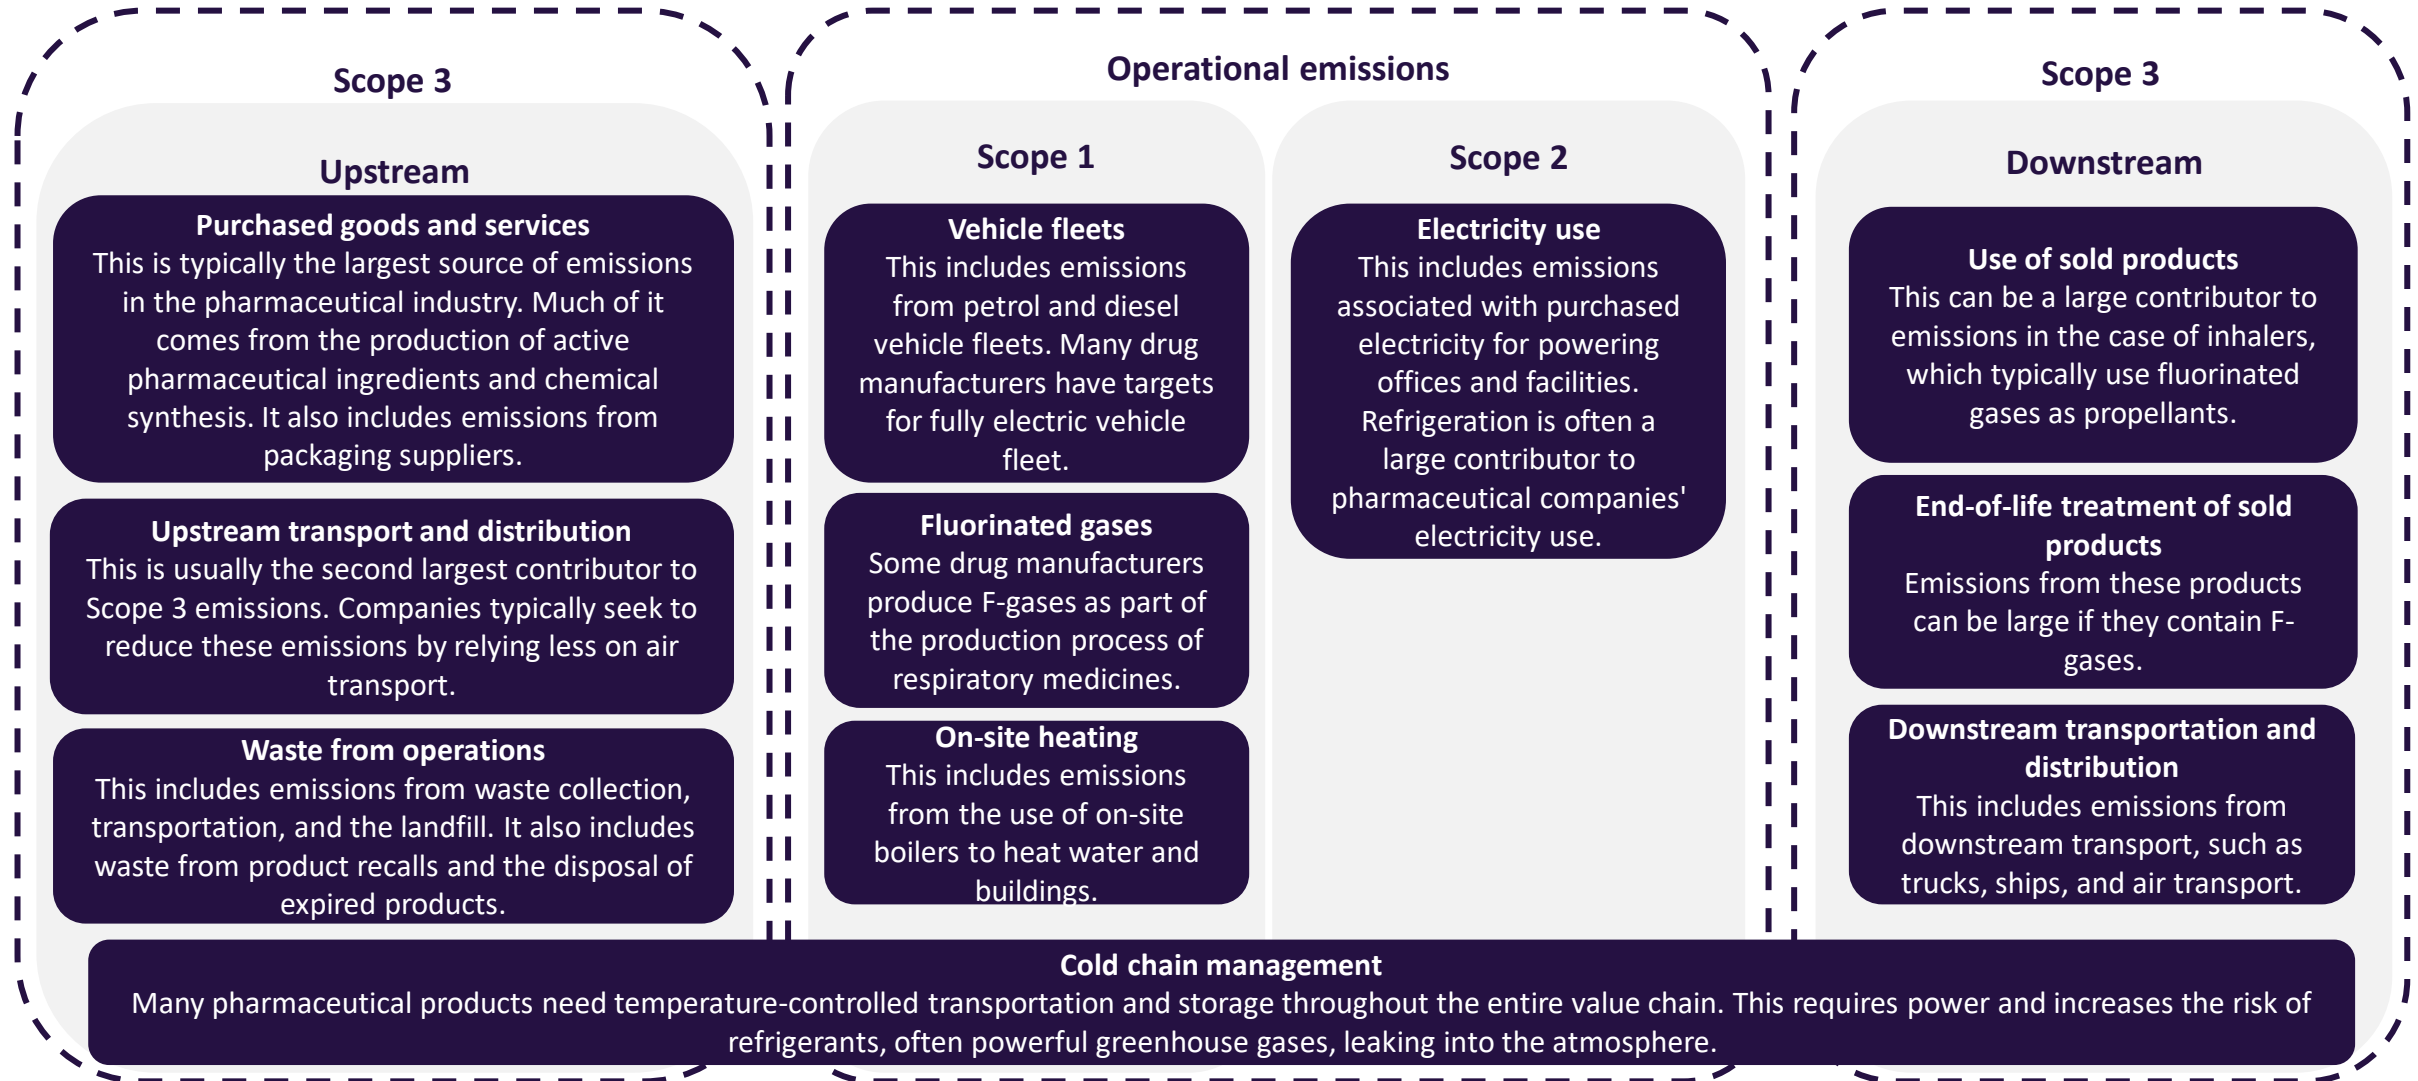 Scope 3
Upstream
Purchased goods and services
This is typically the largest source of emissions
in the pharmaceutical industry. Much of it
comes from the production of active
pharmaceutical ingredients and chemical
synthesis. It also includes emissions from
packaging suppliers.
Upstream transport and distribution
This is usually the second largest contributor to
Scope 3 emissions. Companies typically seek to
reduce these emissions by relying less on air
transport.
Waste from operations
This includes emissions from waste collection,
transportation, and the landfill. It also includes
waste from product recalls and the disposal of
expired products.
Operational emissions
Scope 1
Vehicle fleets
This includes emissions
from petrol and diesel
vehicle fleets. Many drug
manufacturers have targets
for fully electric vehicle
fleet.
Fluorinated gases
Some drug manufacturers
produce F-gases as part of
the production process of
respiratory medicines.
On-site heating
This includes emissions
from the use of on-site
boilers to heat water and
buildings.
Scope 2
Electricity use
This includes emissions
associated with purchased
electricity for powering
offices and facilities.
Refrigeration is often a
large contributor to
pharmaceutical companies'
electricity use.
Scope 3
Downstream
Use of sold products
This can be a large contributor to
emissions in the case of inhalers,
which typically use fluorinated
gases as propellants.
End-of-life treatment of sold
products
Emissions from these products
can be large if they contain F-
gases.
Downstream transportation and
distribution
This includes emissions from
downstream transport, such as
trucks, ships, and air transport.
Cold chain management
Many pharmaceutical products need temperature-controlled transportation and storage throughout the entire value chain. This requires power and increases the risk of
refrigerants, often powerful greenhouse gases, leaking into the atmosphere.